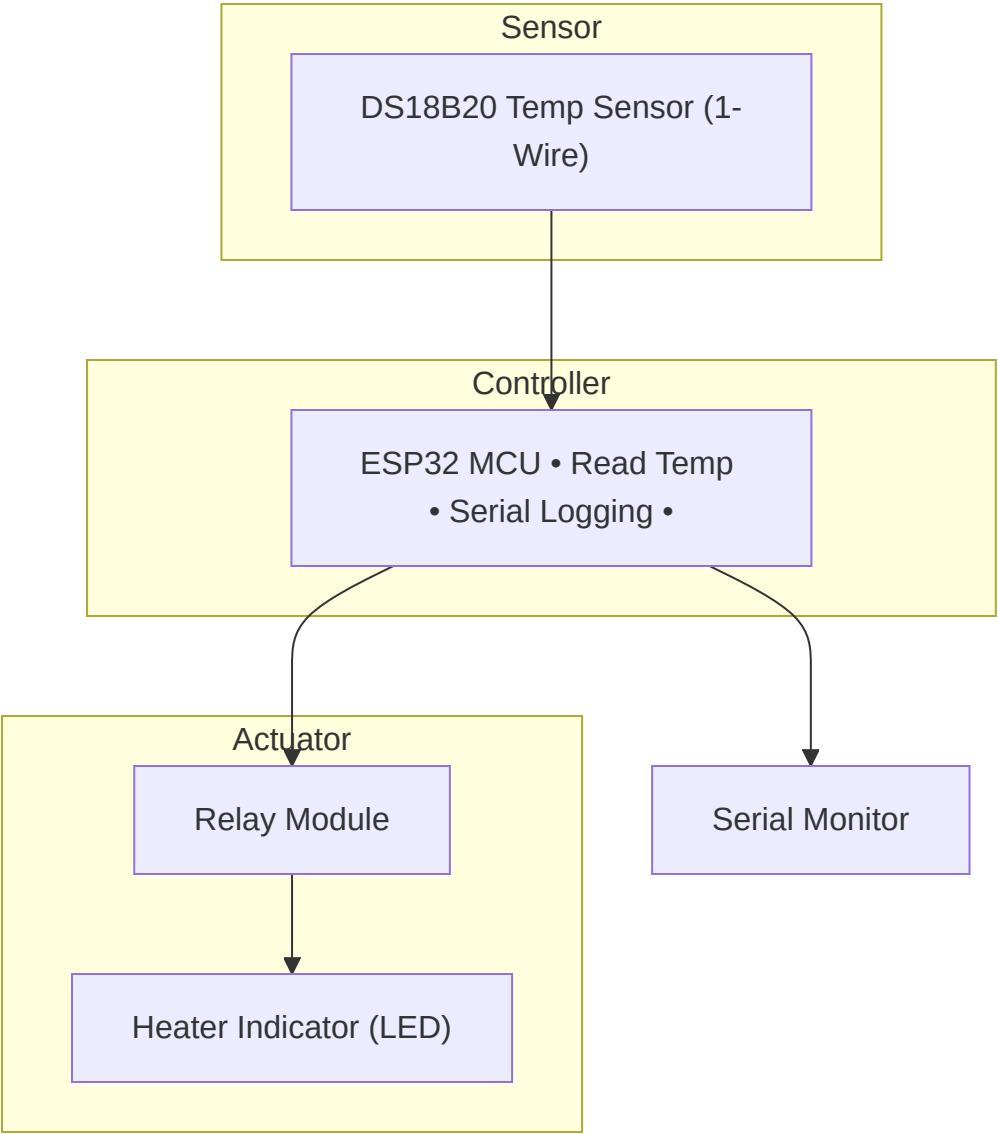 Sensor
DS18B20 Temp Sensor (1-
Wire)
Controller
ESP32 MCU • Read Temp
• Serial Logging •
Actuator
Relay Module
Serial Monitor
Heater Indicator (LED)